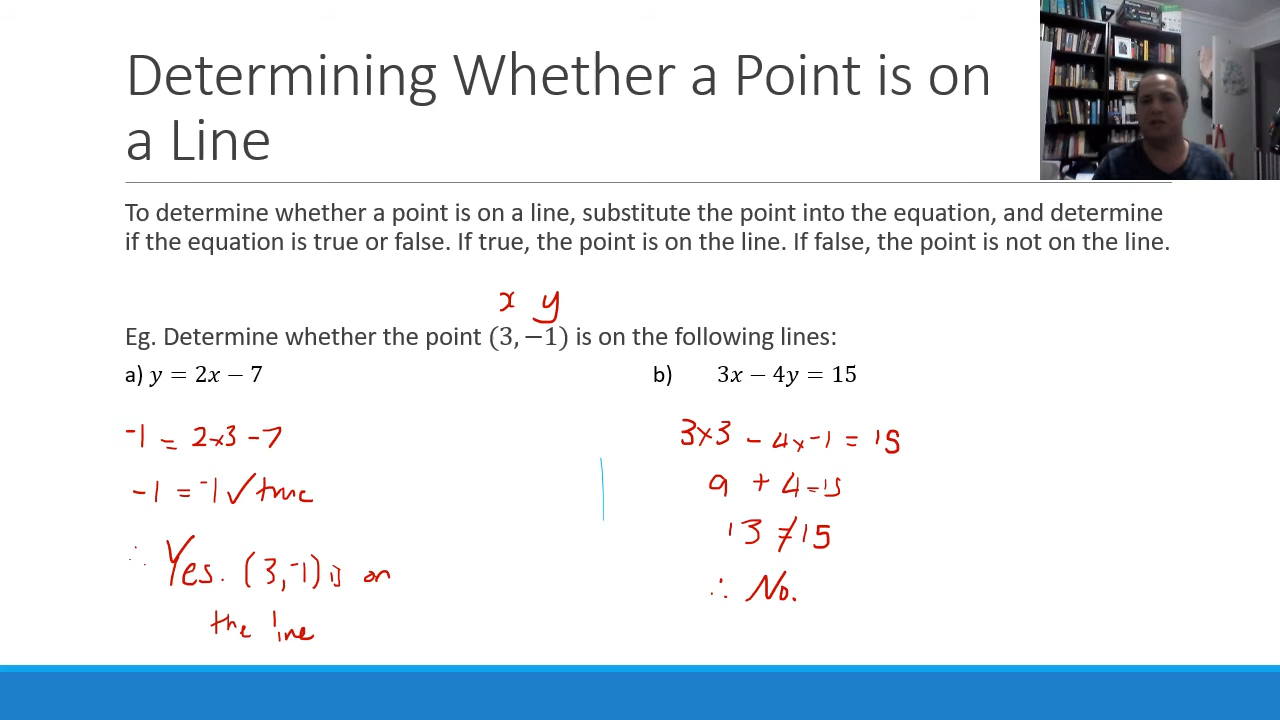 Determining Whether a Point is on
a Line
To determine whether a point is on a line, substitute the point into the equation, and determine
if the equation is true or false. If true, the point is on the line. If false, the point is not on the line.
x y
Eg. Determine whether the point (3, −1) is on the following lines:
a) y = 2x − 7
-1 = 2×3 -7
-1 = -1 ✓ true
∴ Yes. (3,-1) is on
the line
b) 3x − 4y = 15
3×3 - 4×-1 = 15
9 + 4 = 15
13 ≠ 15
∴ No.